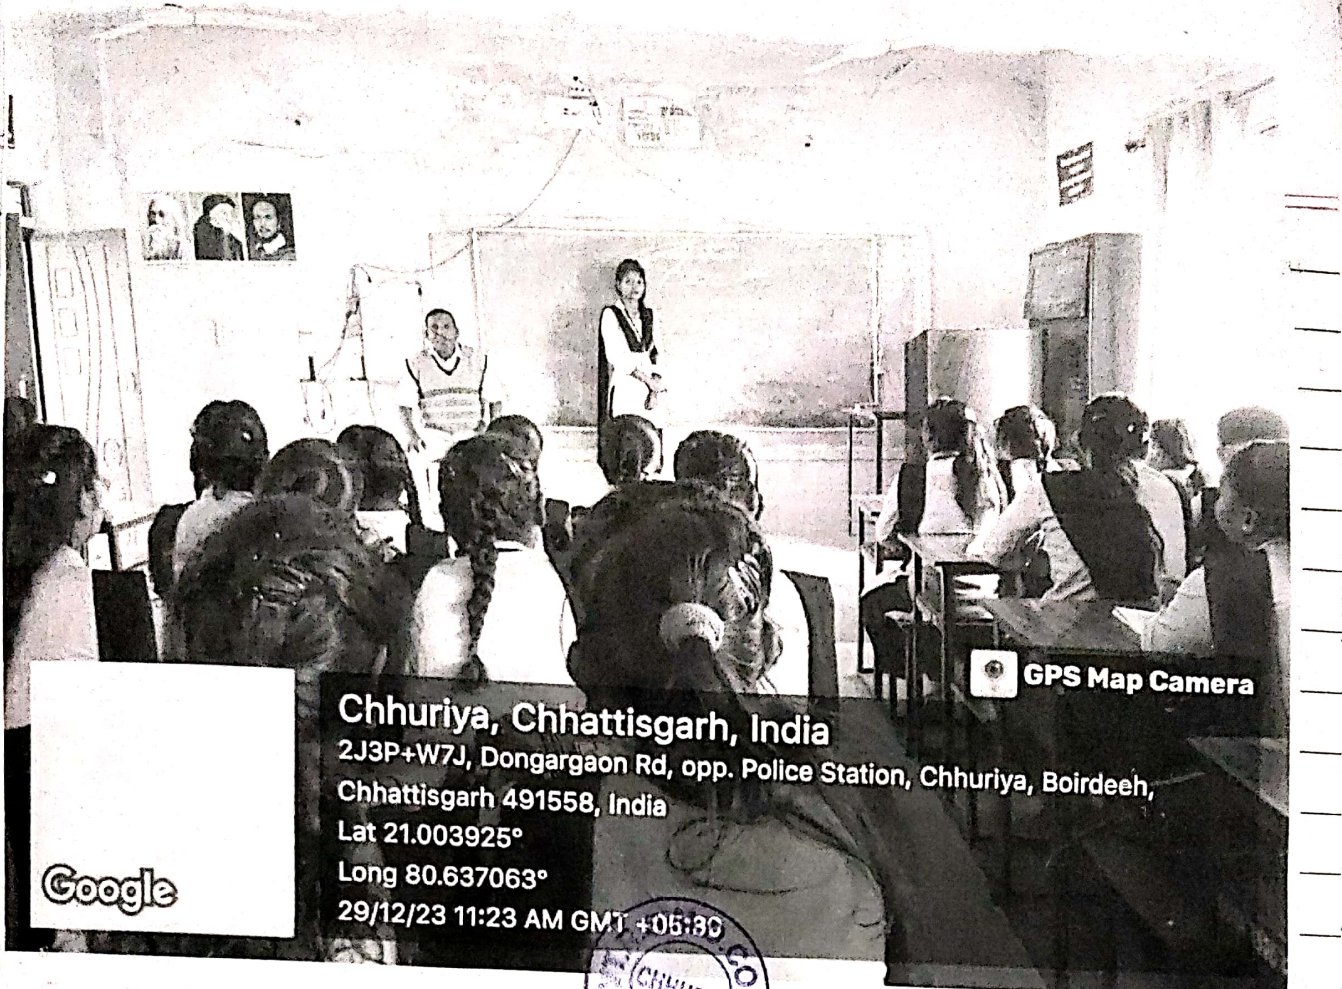 GPS Map Camera
Chhuriya, Chhattisgarh, India
2J3P+W7J, Dongargaon Rd, opp. Police Station, Chhuriya, Boirdeeh,
Chhattisgarh 491558, India
Lat 21.003925°
Long 80.637063°
29/12/23 11:23 AM GMT +05:30
Google